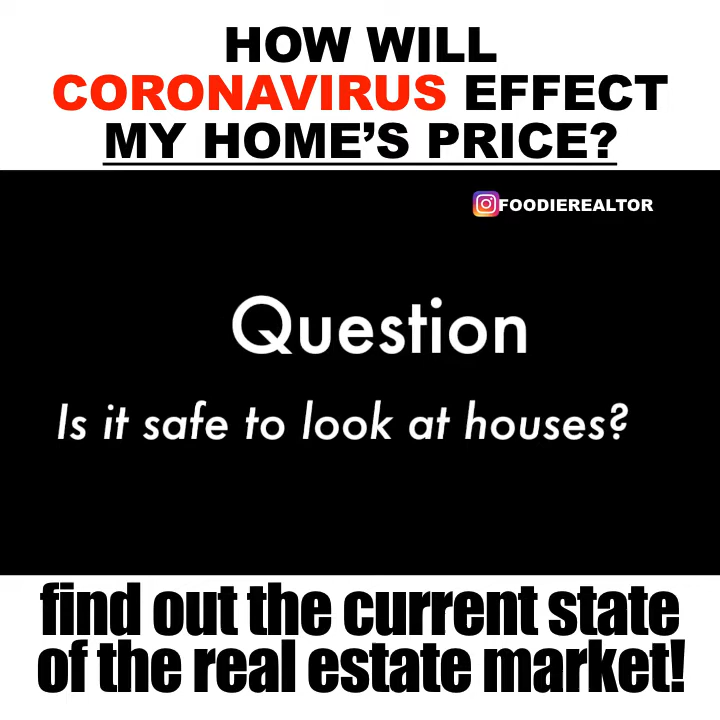 HOW WILL
CORONAVIRUS EFFECT
MY HOME’S PRICE?
FOODIEREALTOR
Question
Is it safe to look at houses?
find out the current state
of the real estate market!